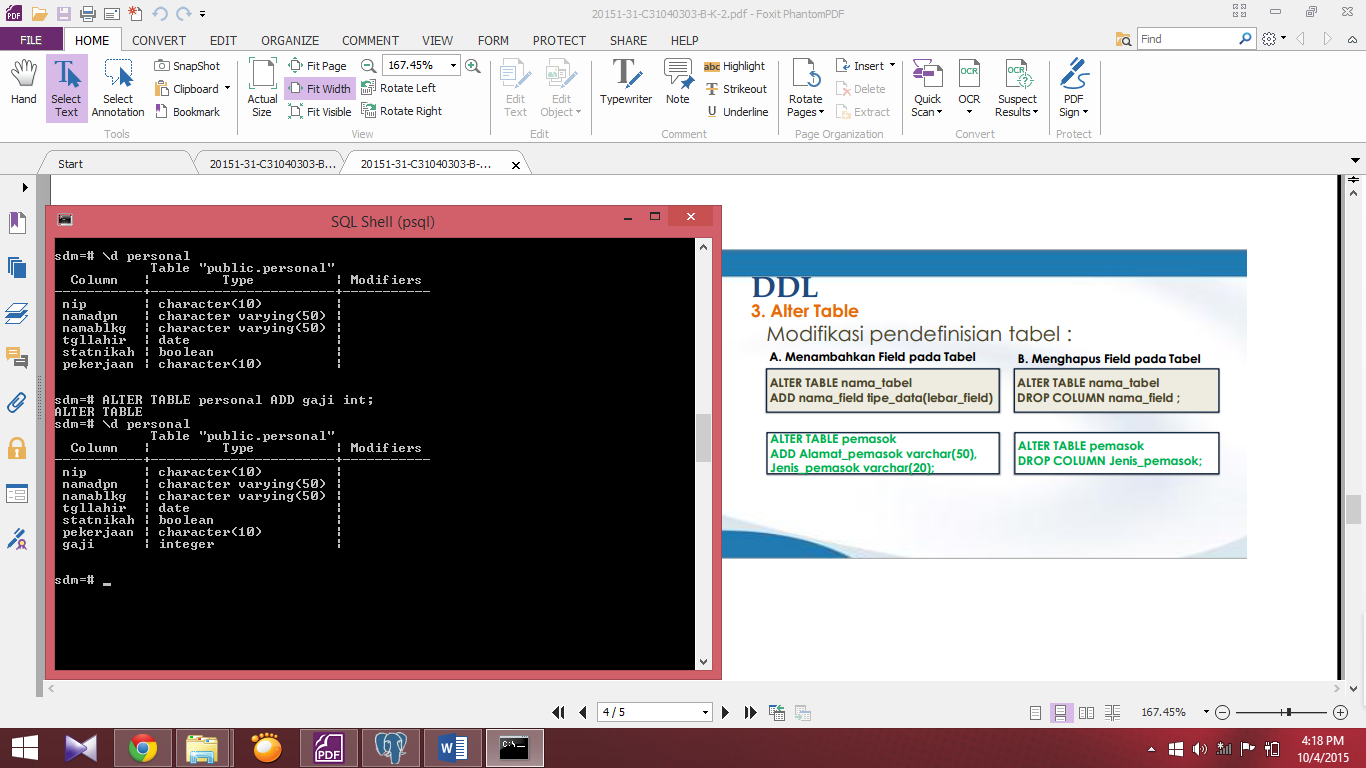 20151-31-C31040303-B-K-2.pdf - Foxit PhantomPDF
FILE HOME CONVERT EDIT ORGANIZE COMMENT VIEW FORM PROTECT SHARE HELP Find
Hand
Select Text
Select Annotation
SnapShot
Clipboard
Bookmark
Tools
Actual Size
Fit Page
Fit Width
Fit Visible
167.45%
Rotate Left
Rotate Right
View
Edit Text
Edit Object
Edit
Typewriter
Note
abc Highlight
T Strikeout
U Underline
Comment
Rotate Pages
Insert
Delete
Extract
Page Organization
Quick Scan
OCR
OCR
OCR
Suspect Results
Convert
PDF Sign
Protect
Start
20151-31-C31040303-B...
20151-31-C31040303-B-...
SQL Shell (psql)
sdm=# \d personal
Table "public.personal"
Column ¦ Type ¦ Modifiers
nip ¦ character(10) ¦
namadpn ¦ character varying(50) ¦
namablkg ¦ character varying(50) ¦
tgllahir ¦ date ¦
statnikah ¦ boolean ¦
pekerjaan ¦ character(10) ¦
sdm=# ALTER TABLE personal ADD gaji int;
ALTER TABLE
sdm=# \d personal
Table "public.personal"
Column ¦ Type ¦ Modifiers
nip ¦ character(10) ¦
namadpn ¦ character varying(50) ¦
namablkg ¦ character varying(50) ¦
tgllahir ¦ date ¦
statnikah ¦ boolean ¦
pekerjaan ¦ character(10) ¦
gaji ¦ integer ¦
sdm=# _
DDL
3. Alter Table
Modifikasi pendefinisian tabel :
A. Menambahkan Field pada Tabel
ALTER TABLE nama_tabel
ADD nama_field tipe_data(lebar_field)
ALTER TABLE pemasok
ADD Alamat_pemasok varchar(50),
Jenis_pemasok varchar(20);
B. Menghapus Field pada Tabel
ALTER TABLE nama_tabel
DROP COLUMN nama_field ;
ALTER TABLE pemasok
DROP COLUMN Jenis_pemasok;
4 / 5
167.45%
4:18 PM
10/4/2015